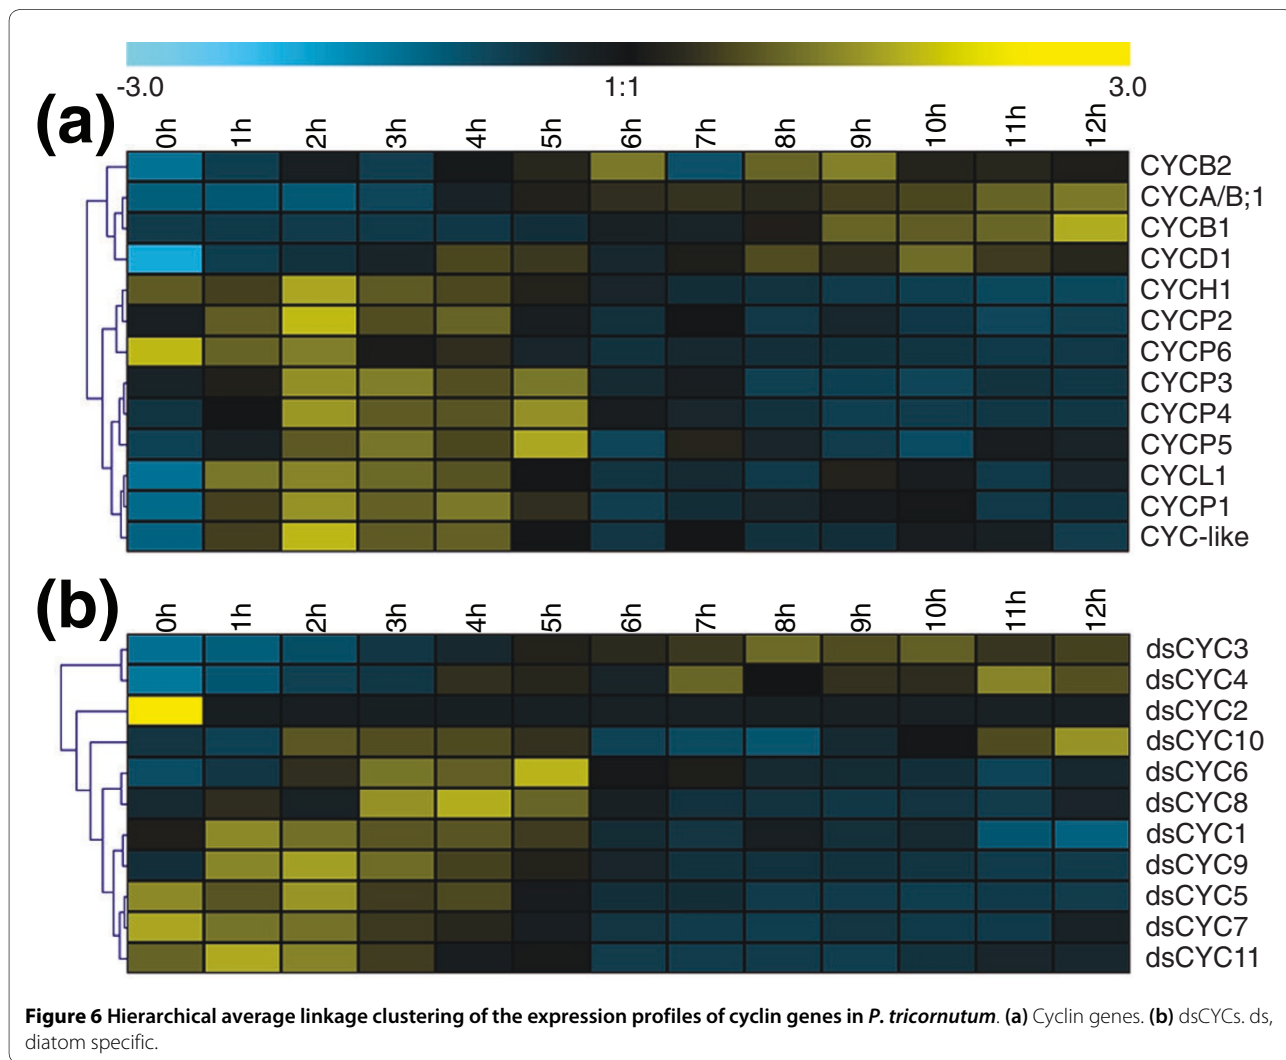 -3.0 1:1 3.0
(a)
0h 1h 2h 3h 4h 5h 6h 7h 8h 9h 10h 11h 12h
CYCB2
CYCA/B;1
CYCB1
CYCD1
CYCH1
CYCP2
CYCP6
CYCP3
CYCP4
CYCP5
CYCL1
CYCP1
CYC-like
(b)
0h 1h 2h 3h 4h 5h 6h 7h 8h 9h 10h 11h 12h
dsCYC3
dsCYC4
dsCYC2
dsCYC10
dsCYC6
dsCYC8
dsCYC1
dsCYC9
dsCYC5
dsCYC7
dsCYC11
Figure 6 Hierarchical average linkage clustering of the expression profiles of cyclin genes in P. tricornutum. (a) Cyclin genes. (b) dsCYCs. ds,
diatom specific.